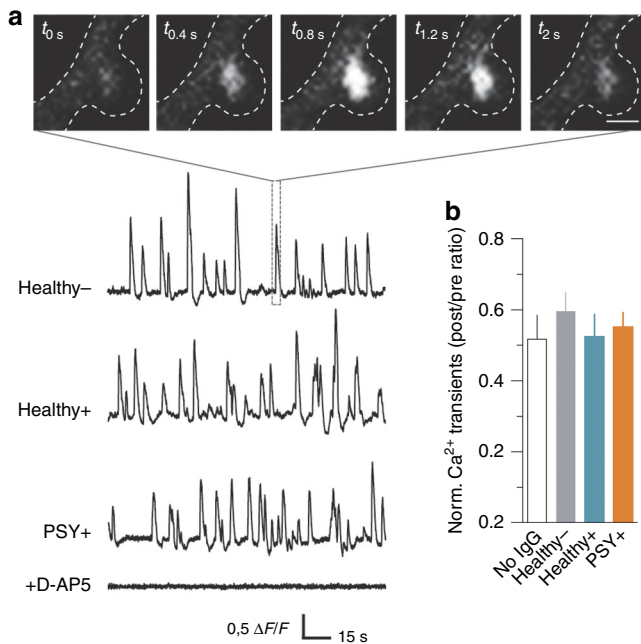 a
t0 s
t0.4 s
t0.8 s
t1.2 s
t2 s
Healthy–
Healthy+
PSY+
+D-AP5
0,5 ΔF/F
15 s
b
Norm. Ca2+ transients (post/pre ratio)
0.8
0.6
0.4
0.2
0.2
No IgG
Healthy–
Healthy+
PSY+